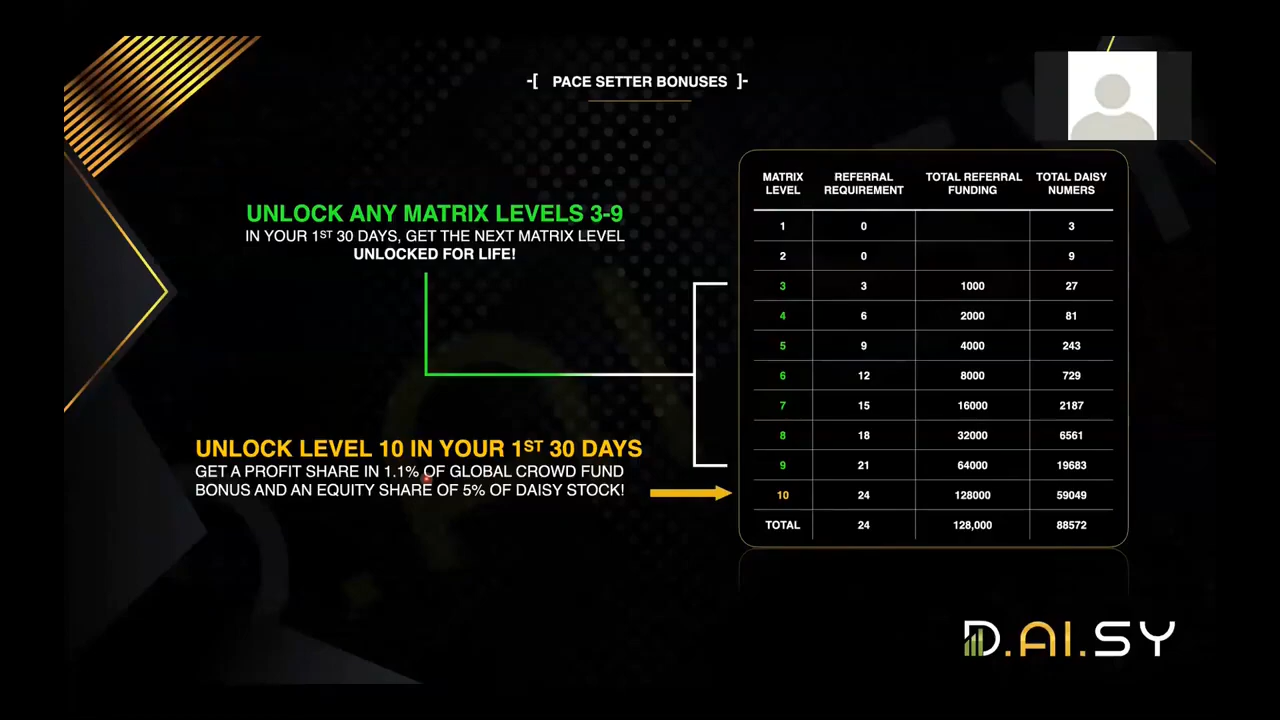 -[ PACE SETTER BONUSES ]-
UNLOCK ANY MATRIX LEVELS 3-9
IN YOUR 1ST 30 DAYS, GET THE NEXT MATRIX LEVEL
UNLOCKED FOR LIFE!
UNLOCK LEVEL 10 IN YOUR 1ST 30 DAYS
GET A PROFIT SHARE IN 1.1% OF GLOBAL CROWD FUND
BONUS AND AN EQUITY SHARE OF 5% OF DAISY STOCK!
MATRIX LEVEL REFERRAL REQUIREMENT TOTAL REFERRAL FUNDING TOTAL DAISY NUMERS
1 0 3
2 0 9
3 3 1000 27
4 6 2000 81
5 9 4000 243
6 12 8000 729
7 15 16000 2187
8 18 32000 6561
9 21 64000 19683
10 24 128000 59049
TOTAL 24 128,000 88572
D.AI.SY